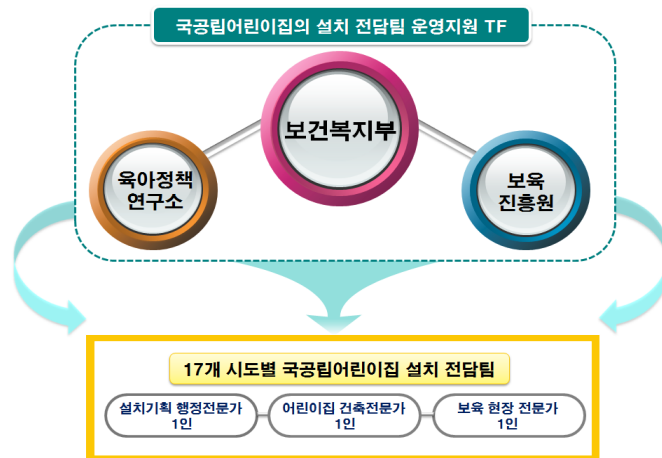 국공립어린이집의 설치 전담팀 운영지원 TF
보건복지부
육아정책
연구소
보육
진흥원
17개 시도별 국공립어린이집 설치 전담팀
설치기획 행정전문가
1인
어린이집 건축전문가
1인
보육 현장 전문가
1인